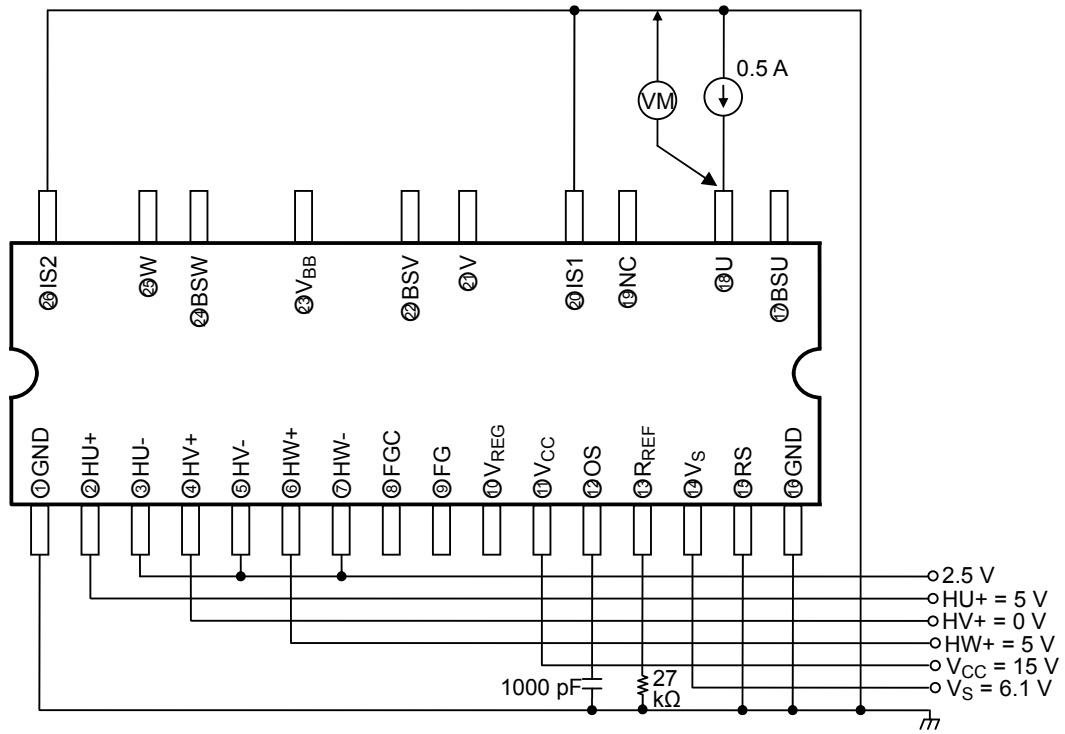 0.5 A
VM
㉖IS2
㉕W
㉔BSW
㉓VBB
㉒BSV
㉑V
⑳IS1
⑲NC
⑱U
⑰BSU
①GND
②HU+
③HU-
④HV+
⑤HV-
⑥HW+
⑦HW-
⑧FGC
⑨FG
⑩VREG
⑪VCC
⑫OS
⑬RREF
⑭VS
⑮RS
⑯GND
2.5 V
HU+ = 5 V
HV+ = 0 V
HW+ = 5 V
VCC = 15 V
VS = 6.1 V
1000 pF
27
kΩ